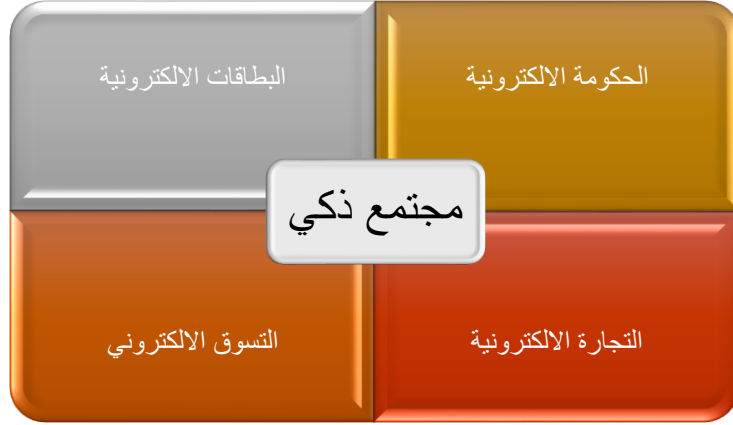 الحكومة الالكترونية
البطاقات الالكترونية
مجتمع ذكي
التجارة الالكترونية
التسوق الالكتروني